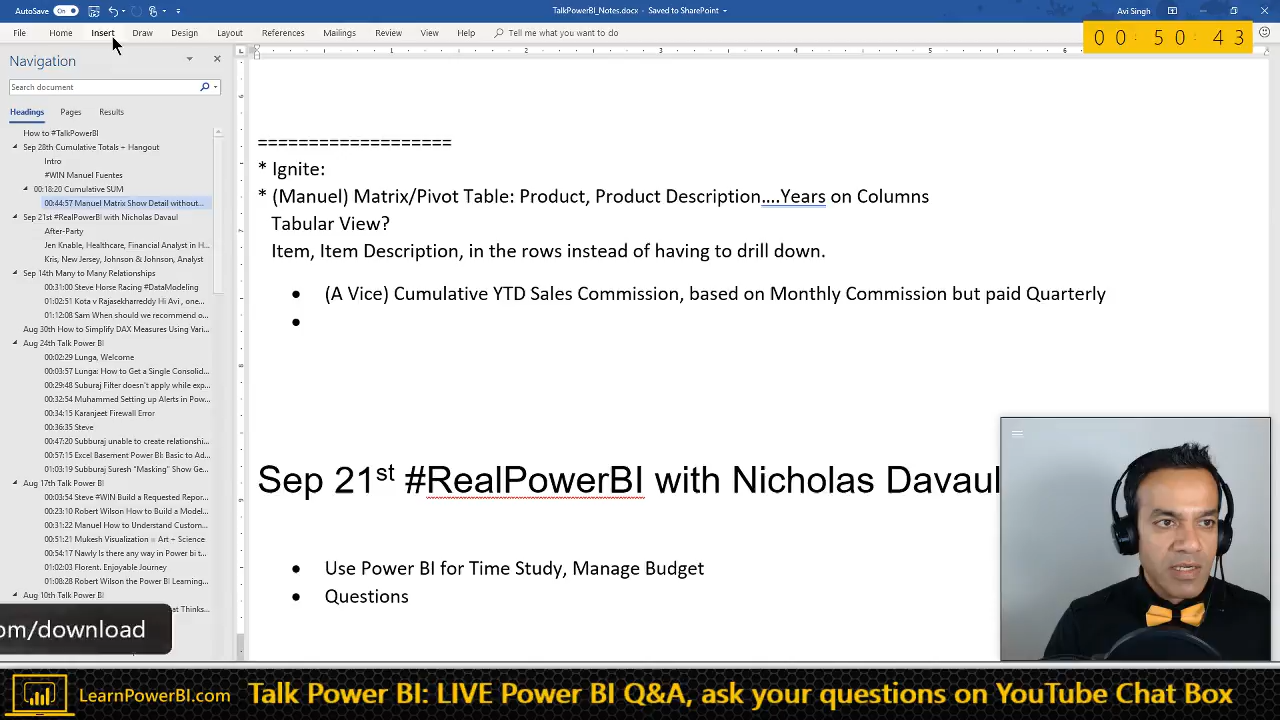 AutoSave On TalkPowerBI_Notes.docx - Saved to SharePoint Avi Singh
File Home Insert Draw Design Layout References Mailings Review View Help Tell me what you want to do
00:50:43
Navigation
Search document
Headings Pages Results
How to #TalkPowerBI
Sep 28th Cumulative Totals + Hangout
Intro
#WIN Manuel Fuentes
00:18:20 Cumulative SUM
00:44:57 Manuel Matrix Show Detail without...
Sep 21st #RealPowerBI with Nicholas Davaul
After-Party
Jen Knable, Healthcare, Financial Analyst in H...
Kris, New Jersey, Johnson & Johnson, Analyst
Sep 14th Many to Many Relationships
00:31:00 Steve Horse Racing #DataModeling
01:02:51 Kota v Rajasekharreddy Hi Avi , one...
01:12:08 Sam When should we recommend o...
Aug 30th How to Simplify DAX Measures Using Vari...
Aug 24th Talk Power BI
00:02:29 Lunga, Welcome
00:03:57 Lunga: How to Get a Single Consolid...
00:29:48 Suburaj Filter doesn't apply while exp...
00:32:54 Mohammed Setting up Alerts in Pow...
00:34:15 Karanjeet Firewall Error
00:36:35 Steve
00:47:20 Subburaj unable to create relationshi...
00:57:15 Excel Basement Power BI: Basic to Ad...
01:03:19 Subburaj Suresh "Masking" Show Ge...
Aug 17th Talk Power BI
00:03:54 Steve #WIN Build a Requested Repor...
00:23:10 Robert Wilson How to Build a Model...
00:31:22 Manuel How to Understand Custom...
00:51:21 Mukesh Visualization = Art + Science
00:54:17 Nawly Is there any way in Power bi t...
01:02:03 Florent. Enjoyable Journey
01:08:28 Robert Wilson the Power BI Learning...
Aug 10th Talk Power BI
at Thinks...
om/download
===================
* Ignite:
* (Manuel) Matrix/Pivot Table: Product, Product Description....Years on Columns
Tabular View?
Item, Item Description, in the rows instead of having to drill down.
• (A Vice) Cumulative YTD Sales Commission, based on Monthly Commission but paid Quarterly
•
Sep 21st #RealPowerBI with Nicholas Davaul
• Use Power BI for Time Study, Manage Budget
• Questions
LearnPowerBI.com Talk Power BI: LIVE Power BI Q&A, ask your questions on YouTube Chat Box